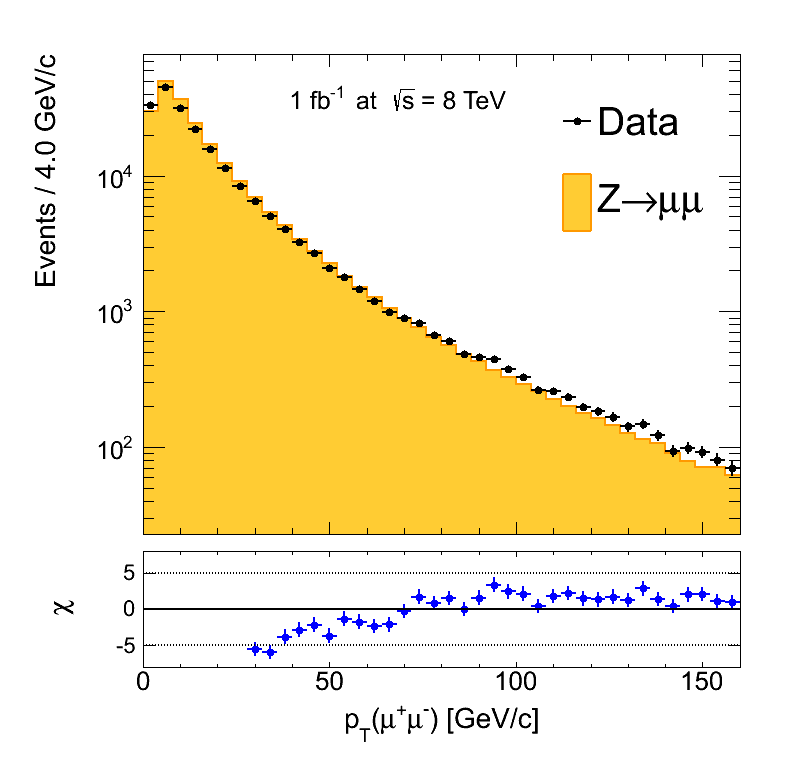 Events / 4.0 GeV/c
1 fb⁻¹ at √s = 8 TeV
Data
Z→μμ
10⁴
10³
10²
χ
5
0
-5
0 50 100 150
p_T(μ⁺μ⁻) [GeV/c]